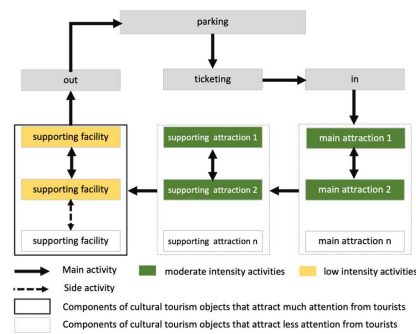 parking
out
ticketing
in
supporting facility
supporting attraction 1
main attraction 1
supporting facility
supporting attraction 2
main attraction 2
supporting facility
supporting attraction n
main attraction n
Main activity
moderate intensity activities
low intensity activities
Side activity
Components of cultural tourism objects that attract much attention from tourists
Components of cultural tourism objects that attract less attention from tourists